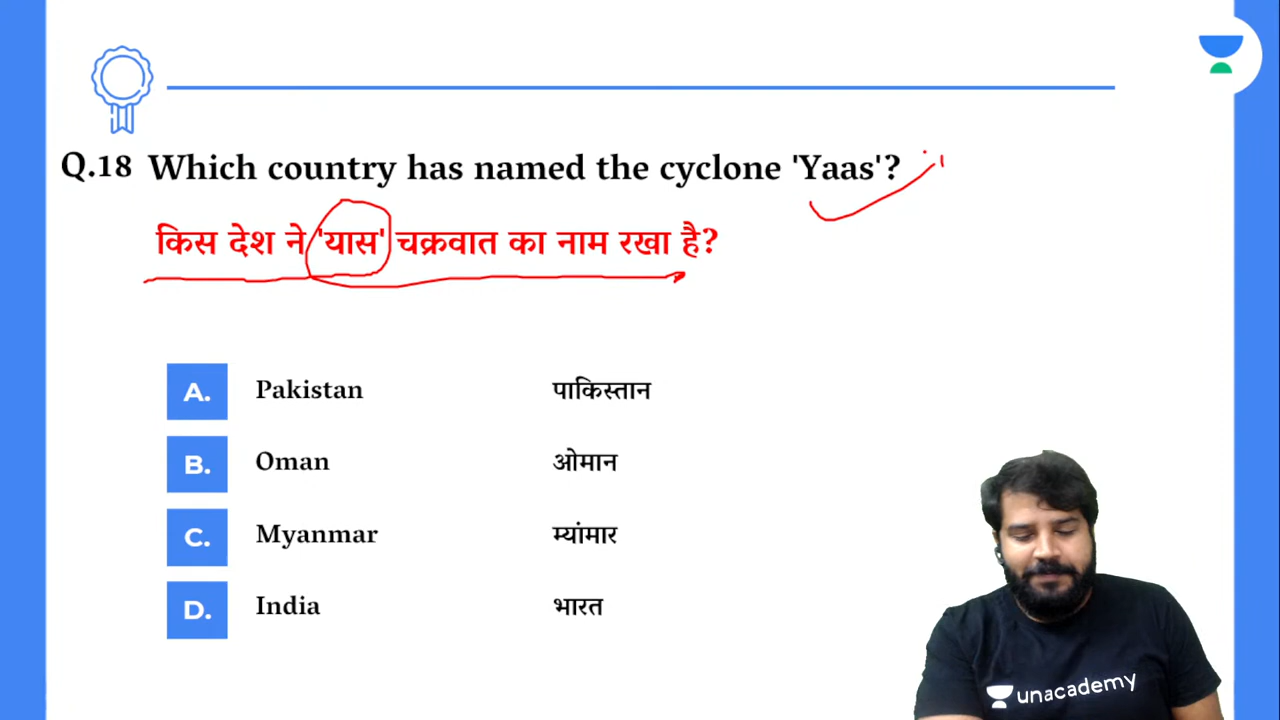 Q.18 Which country has named the cyclone 'Yaas'?
किस देश ने 'यास' चक्रवात का नाम रखा है?
A. Pakistan पाकिस्तान
B. Oman ओमान
C. Myanmar म्यांमार
D. India भारत
unacademy